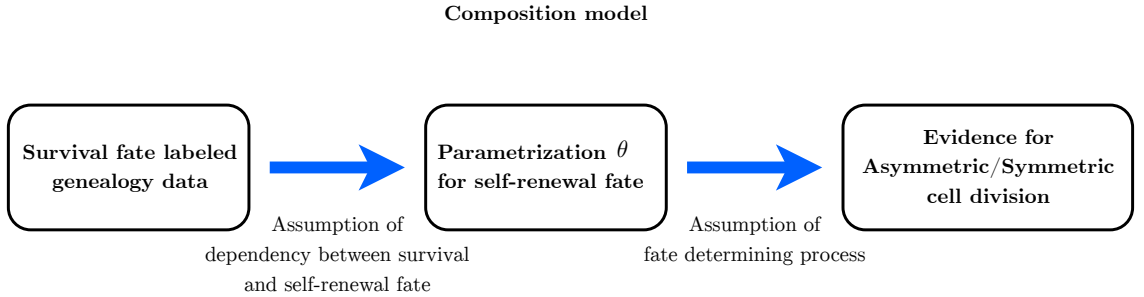 Composition model
Survival fate labeled
genealogy data
Assumption of
dependency between survival
and self-renewal fate
Parametrization θ
for self-renewal fate
Assumption of
fate determining process
Evidence for
Asymmetric/Symmetric
cell division